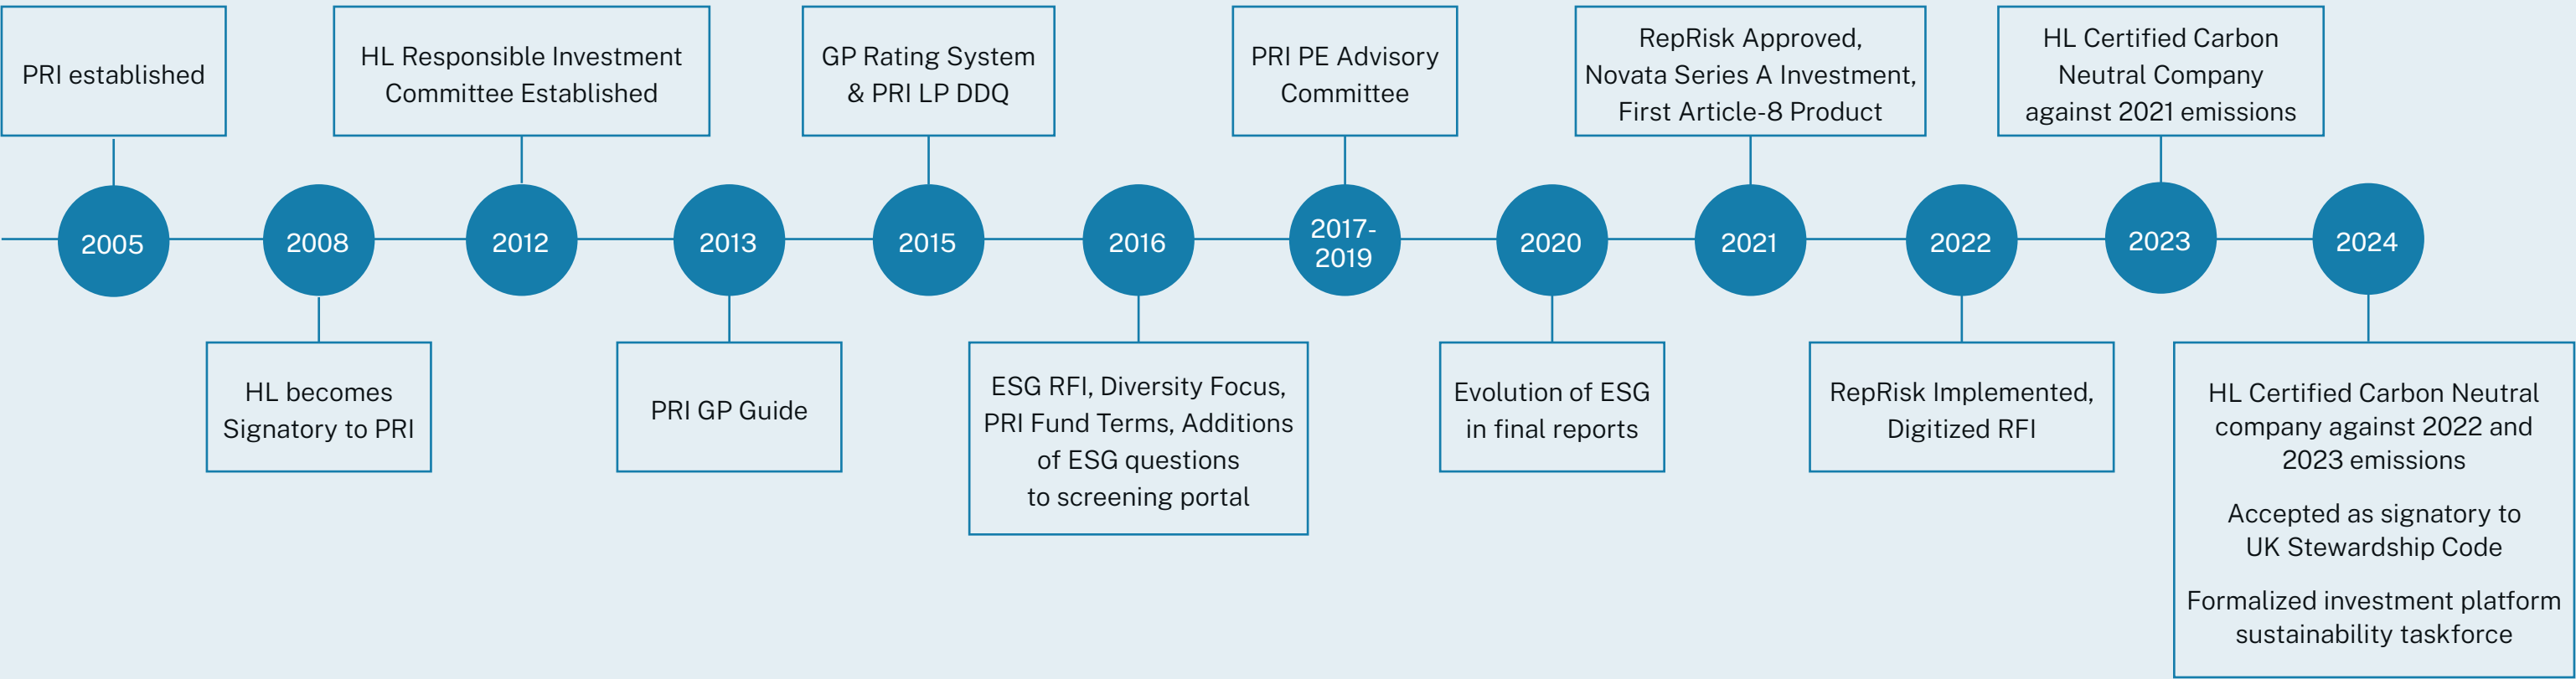 PRI established
HL Responsible Investment
Committee Established
GP Rating System
& PRI LP DDQ
PRI PE Advisory
Committee
RepRisk Approved,
Novata Series A Investment,
First Article-8 Product
HL Certified Carbon
Neutral Company
against 2021 emissions
2005
2008
2012
2013
2015
2016
2017-
2019
2020
2021
2022
2023
2024
HL becomes
Signatory to PRI
PRI GP Guide
ESG RFI, Diversity Focus,
PRI Fund Terms, Additions
of ESG questions
to screening portal
Evolution of ESG
in final reports
RepRisk Implemented,
Digitized RFI
HL Certified Carbon Neutral
company against 2022 and
2023 emissions
Accepted as signatory to
UK Stewardship Code
Formalized investment platform
sustainability taskforce